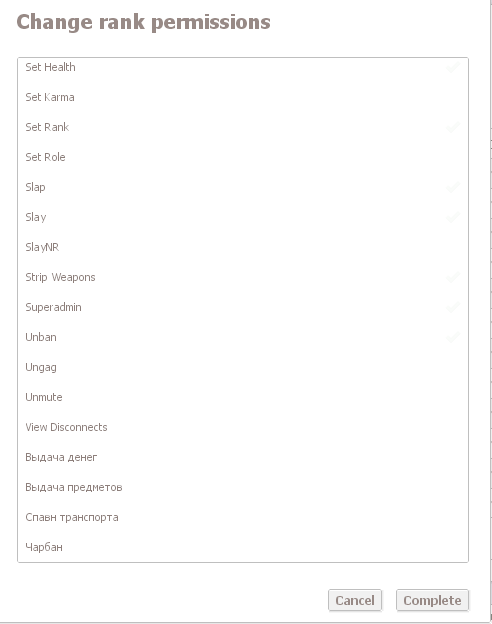 Change rank permissions
Set Health
Set Karma
Set Rank
Set Role
Slap
Slay
SlayNR
Strip Weapons
Superadmin
Unban
Ungag
Unmute
View Disconnects
Выдача денег
Выдача предметов
Спавн транспорта
Чарбан
Cancel
Complete